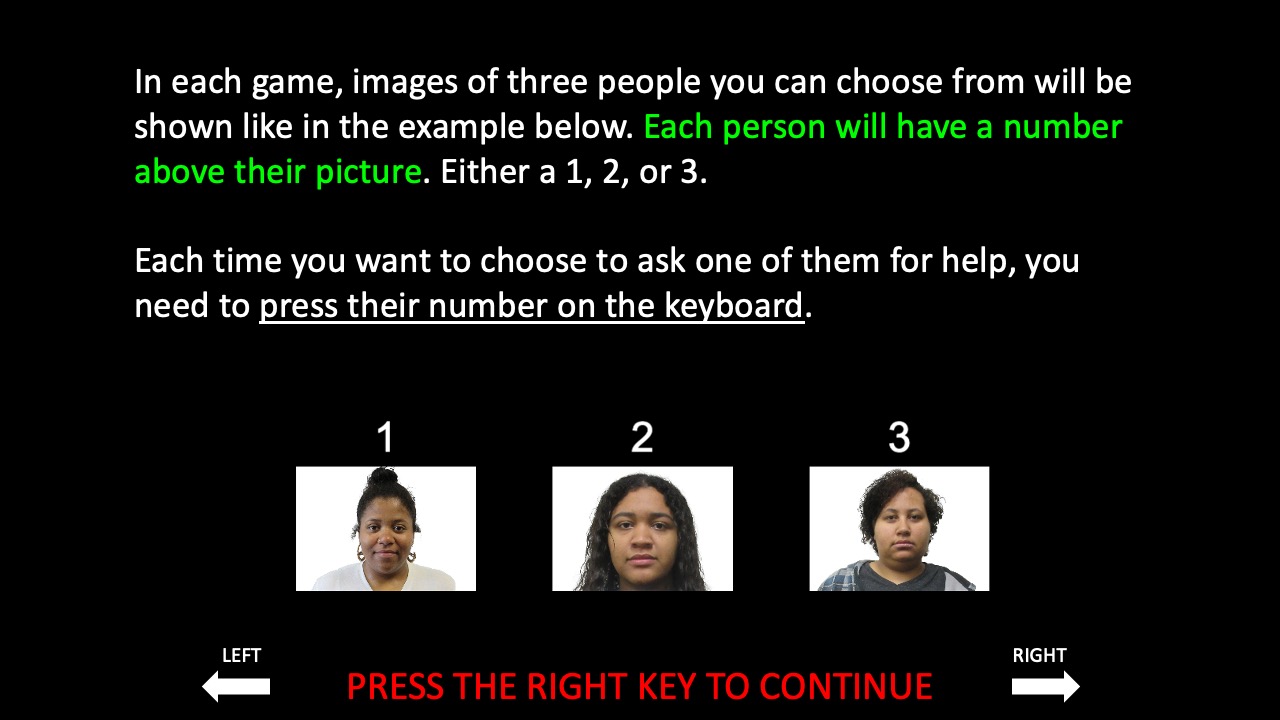 In each game, images of three people you can choose from will be
shown like in the example below. Each person will have a number
above their picture. Either a 1, 2, or 3.
Each time you want to choose to ask one of them for help, you
need to press their number on the keyboard.
1 2 3
LEFT RIGHT
PRESS THE RIGHT KEY TO CONTINUE